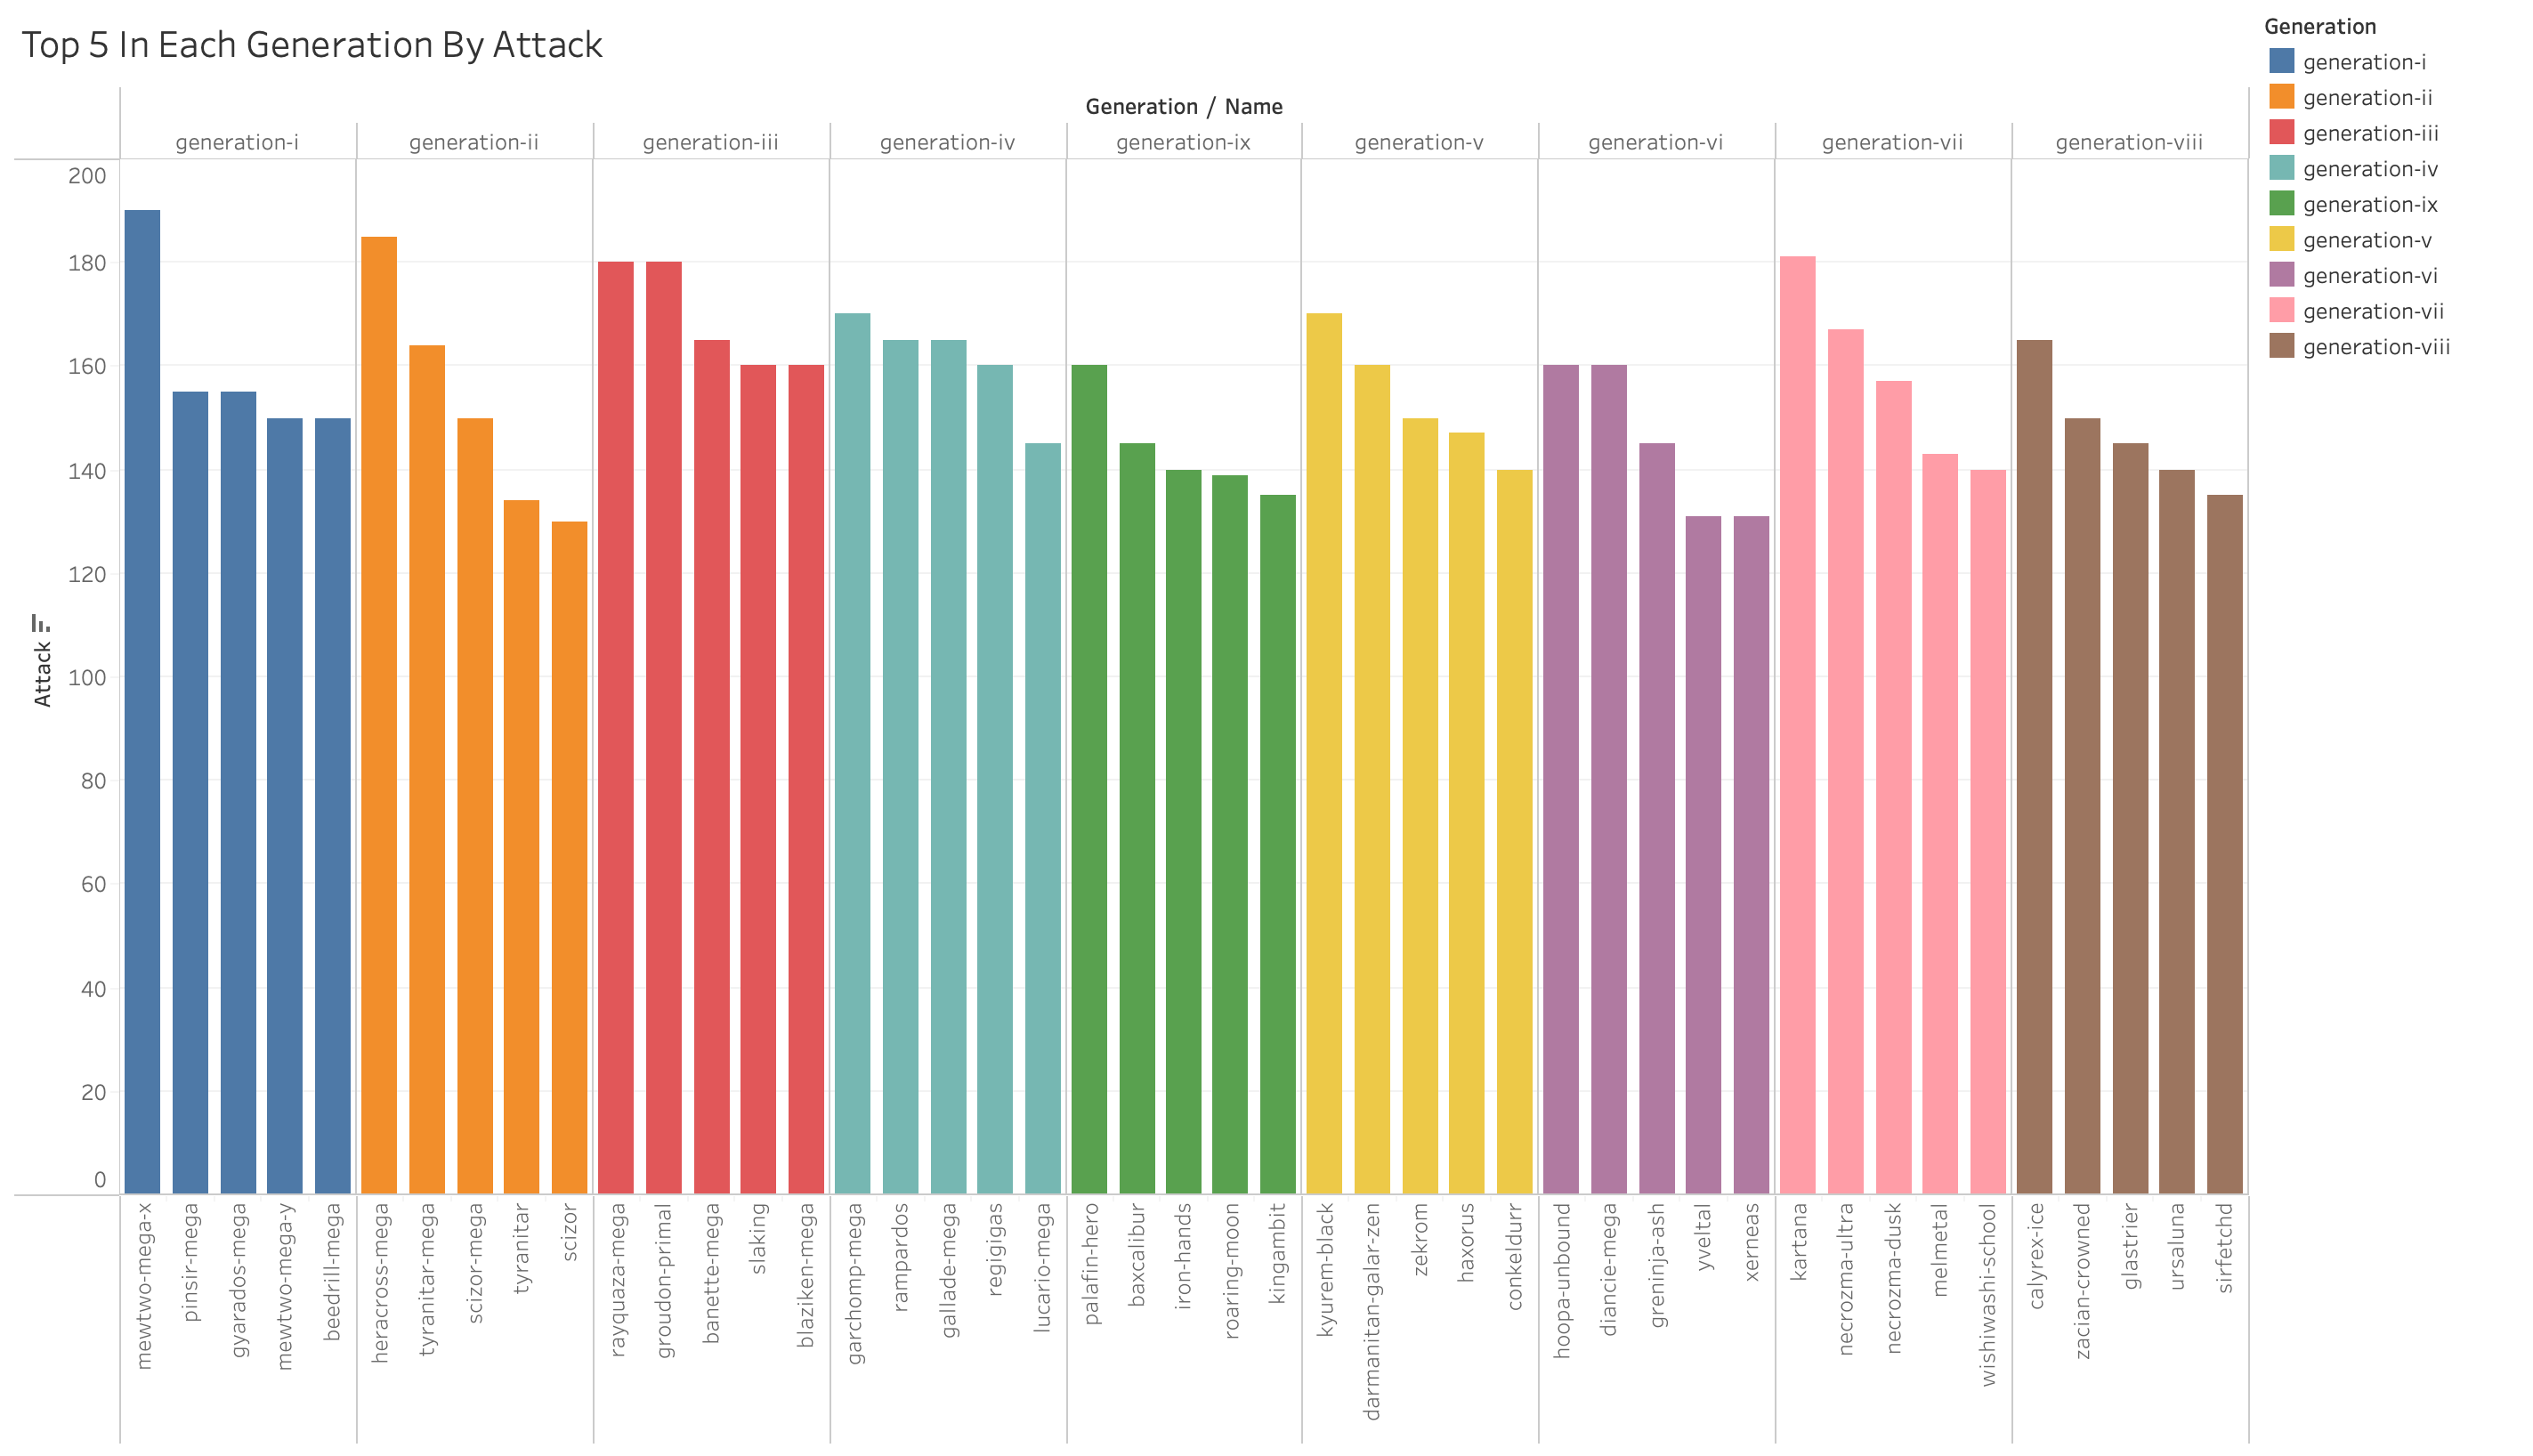 Top 5 In Each Generation By Attack
Generation / Name
generation-i generation-ii generation-iii generation-iv generation-ix generation-v generation-vi generation-vii generation-viii
200
180
160
140
120
100
80
60
40
20
0
Attack
mewtwo-mega-x
pinsir-mega
gyarados-mega
mewtwo-mega-y
beedrill-mega
heracross-mega
tyranitar-mega
scizor-mega
tyranitar
scizor
rayquaza-mega
groudon-primal
banette-mega
slaking
blaziken-mega
garchomp-mega
rampardos
gallade-mega
regigigas
lucario-mega
palafin-hero
baxcalibur
iron-hands
roaring-moon
kingambit
kyurem-black
darmanitan-galar-zen
zekrom
haxorus
conkeldurr
hoopa-unbound
diancie-mega
greninja-ash
yveltal
xerneas
kartana
necrozma-ultra
necrozma-dusk
melmetal
wishiwashi-school
calyrex-ice
zacian-crowned
glastrier
ursaluna
sirfetchd
Generation
generation-i
generation-ii
generation-iii
generation-iv
generation-ix
generation-v
generation-vi
generation-vii
generation-viii